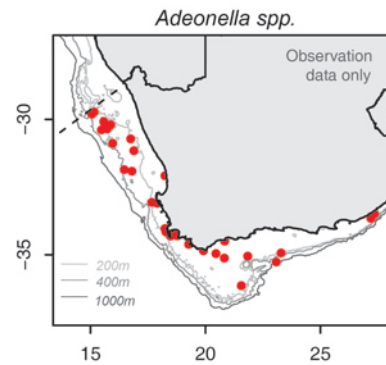 Adeonella spp.
Observation
data only
−30
−35
200m
400m
1000m
15 20 25